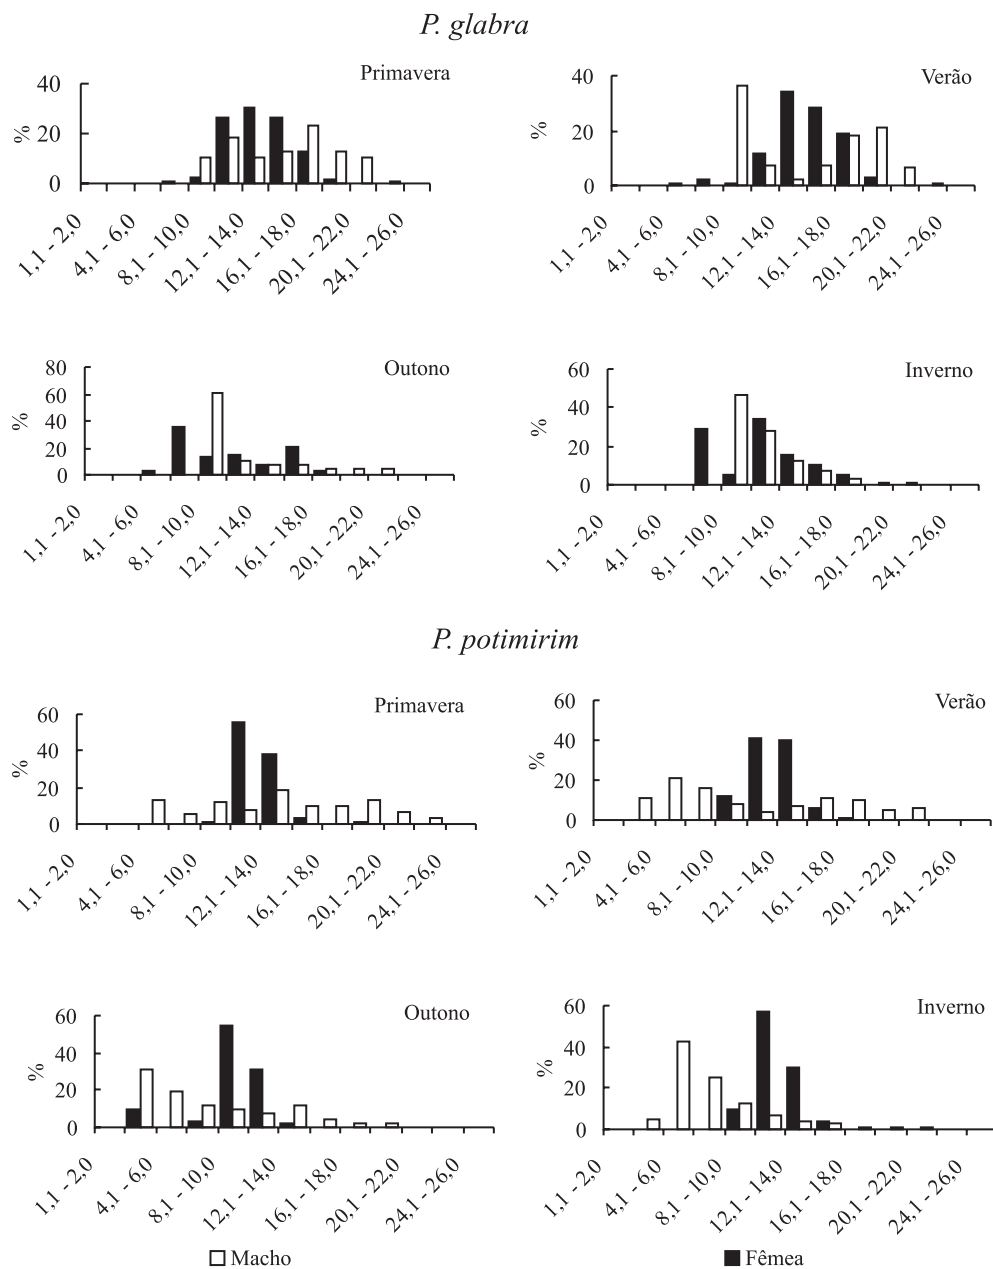 P. glabra
Primavera
%
40
20
0
1,1 - 2,0
4,1 - 6,0
8,1 - 10,0
12,1 - 14,0
16,1 - 18,0
20,1 - 22,0
24,1 - 26,0
Verão
%
40
20
0
1,1 - 2,0
4,1 - 6,0
8,1 - 10,0
12,1 - 14,0
16,1 - 18,0
20,1 - 22,0
24,1 - 26,0
Outono
%
80
60
40
20
0
1,1 - 2,0
4,1 - 6,0
8,1 - 10,0
12,1 - 14,0
16,1 - 18,0
20,1 - 22,0
24,1 - 26,0
Inverno
%
60
40
20
0
1,1 - 2,0
4,1 - 6,0
8,1 - 10,0
12,1 - 14,0
16,1 - 18,0
20,1 - 22,0
24,1 - 26,0
P. potimirim
Primavera
%
60
40
20
0
1,1 - 2,0
4,1 - 6,0
8,1 - 10,0
12,1 - 14,0
16,1 - 18,0
20,1 - 22,0
24,1 - 26,0
Verão
%
60
40
20
0
1,1 - 2,0
4,1 - 6,0
8,1 - 10,0
12,1 - 14,0
16,1 - 18,0
20,1 - 22,0
24,1 - 26,0
Outono
%
60
40
20
0
1,1 - 2,0
4,1 - 6,0
8,1 - 10,0
12,1 - 14,0
16,1 - 18,0
20,1 - 22,0
24,1 - 26,0
Inverno
%
60
40
20
0
1,1 - 2,0
4,1 - 6,0
8,1 - 10,0
12,1 - 14,0
16,1 - 18,0
20,1 - 22,0
24,1 - 26,0
Macho
Fêmea